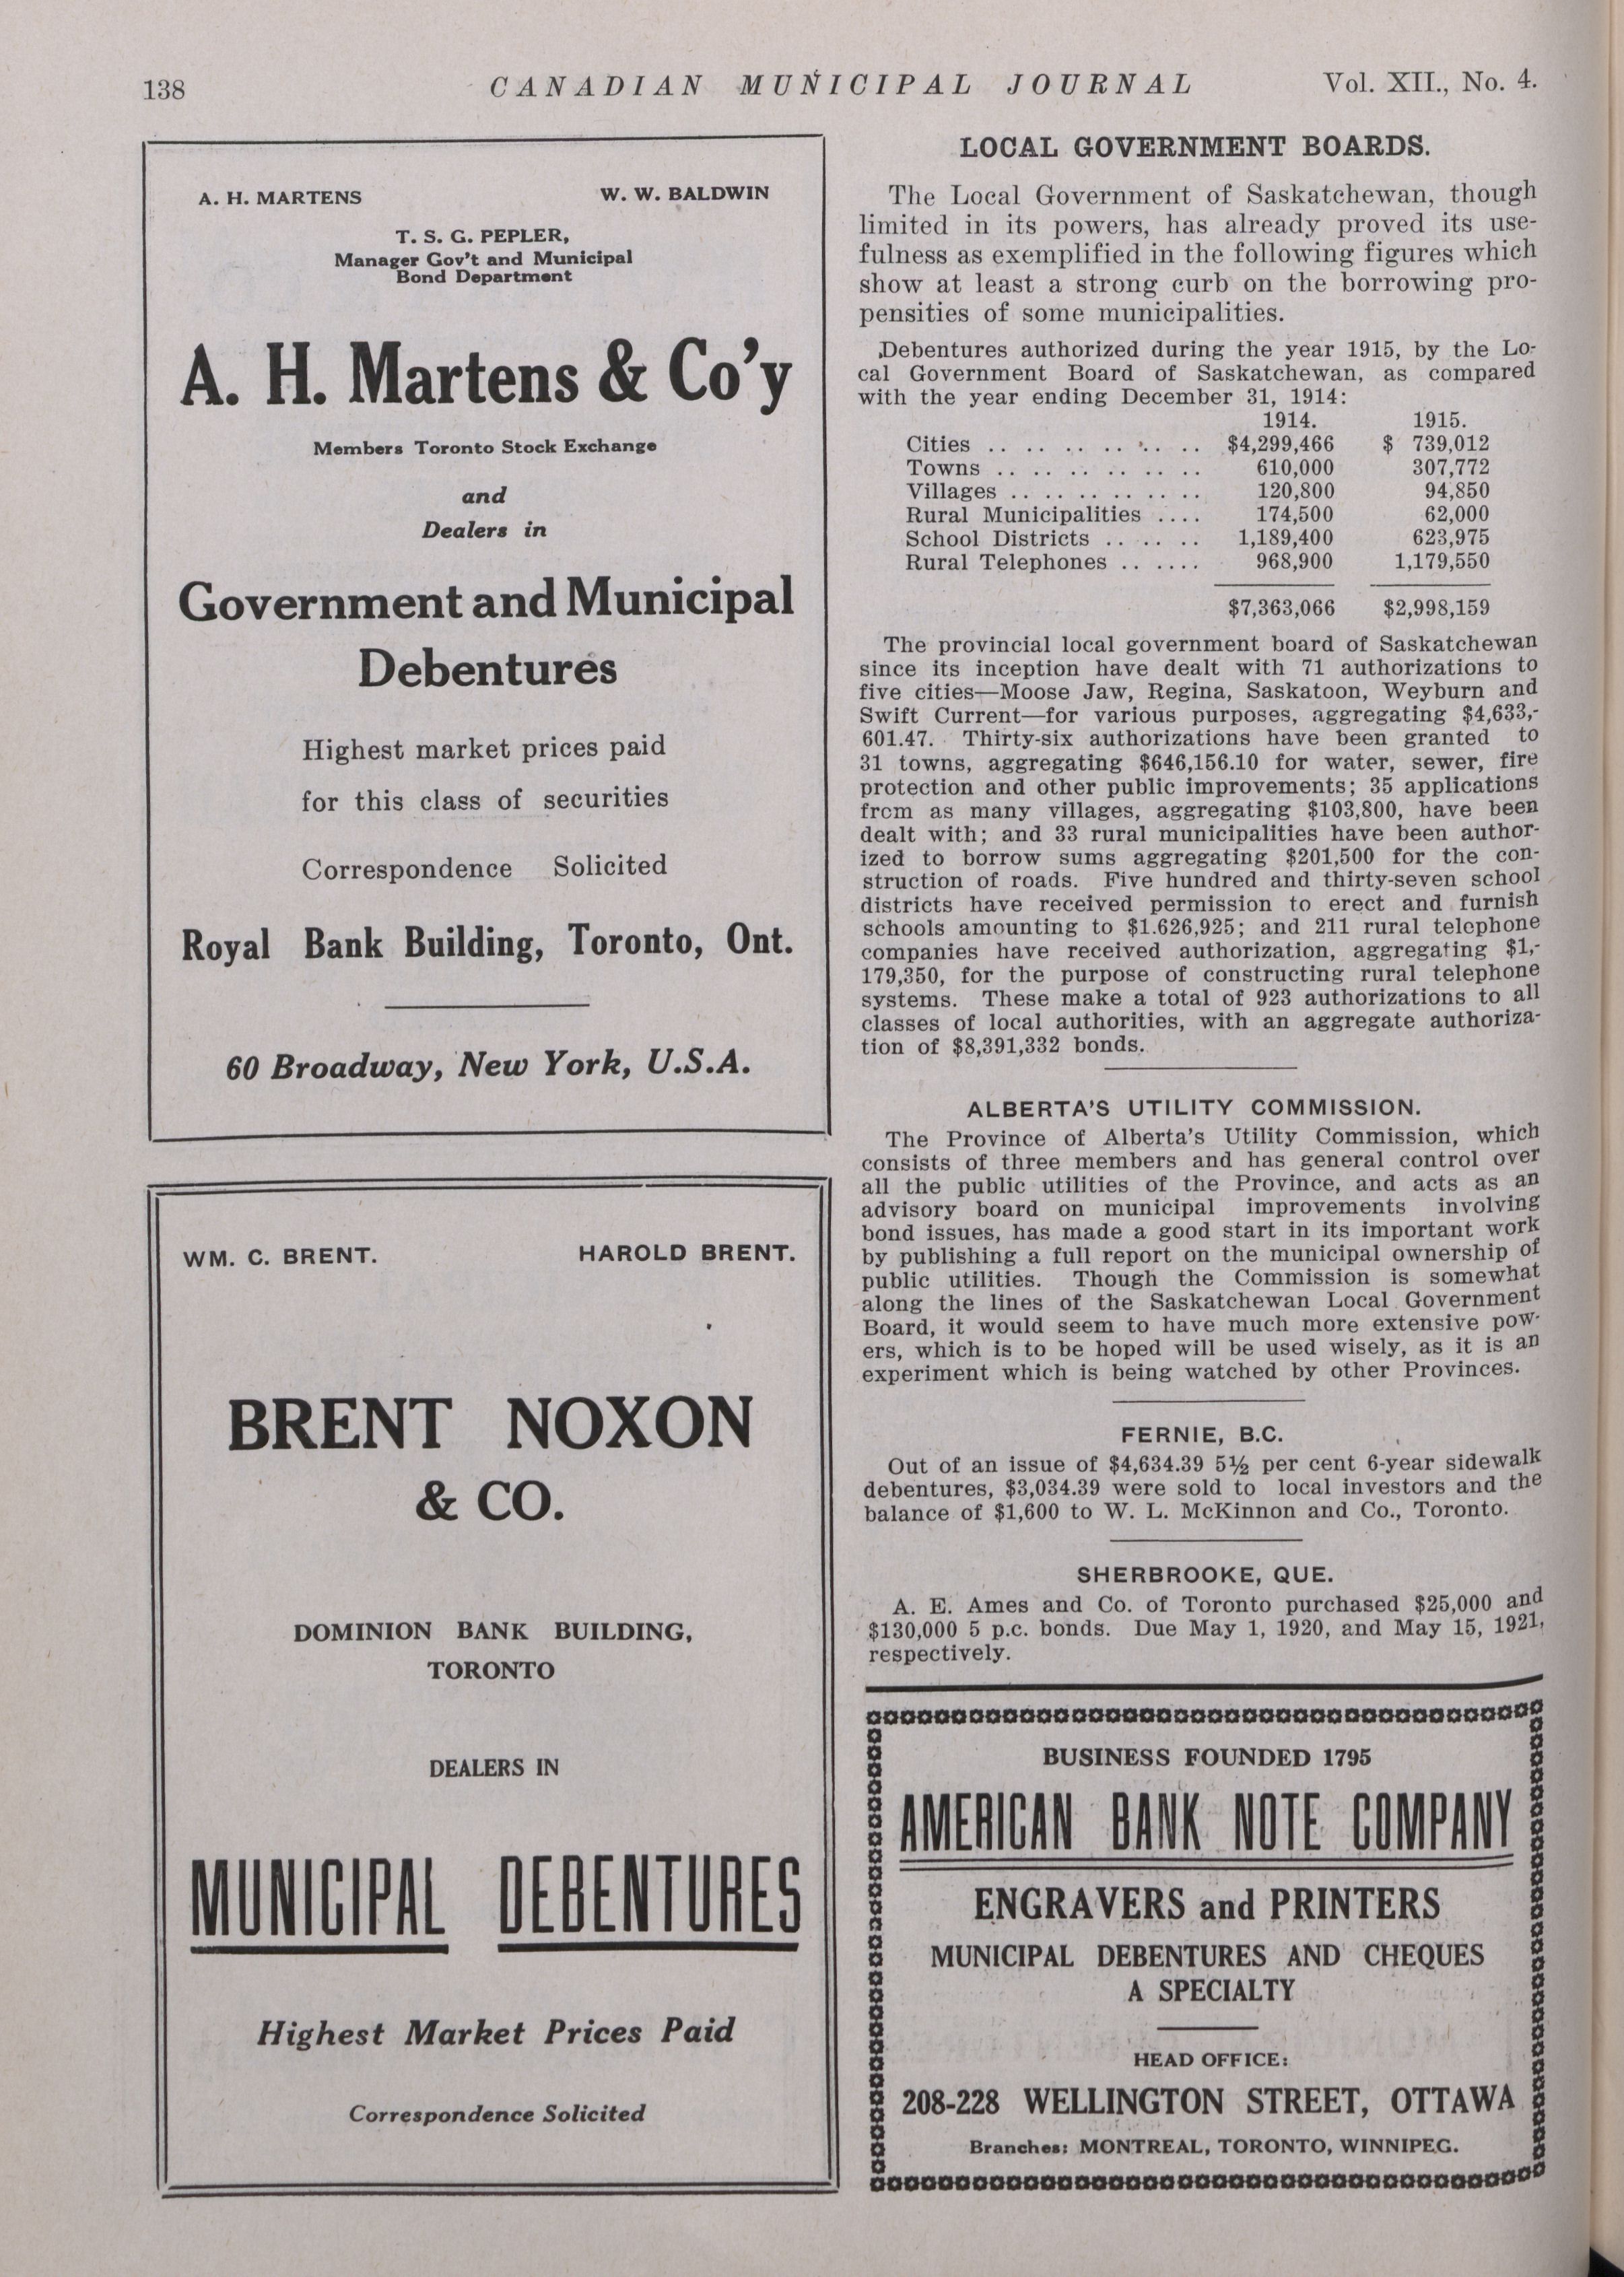 138
CANADIAN MUNICIPAL JOURNAL
Vol. XII., No. 4.
A. H. MARTENS
W. W. BALDWIN
T. S. G. PEPLER,
Manager Gov't and Municipal
Bond Department
A. H. Martens & Co'y
Members Toronto Stock Exchange
and
Dealers in
Government and Municipal
Debentures
Highest market prices paid
for this class of securities
Correspondence Solicited
Royal Bank Building, Toronto, Ont.
60 Broadway, New York, U.S.A.
WM. C. BRENT.
HAROLD BRENT.
BRENT NOXON
& CO.
DOMINION BANK BUILDING,
TORONTO
DEALERS IN
MUNICIPAL DEBENTURES
Highest Market Prices Paid
Correspondence Solicited
LOCAL GOVERNMENT BOARDS.
The Local Government of Saskatchewan, though
limited in its powers, has already proved its use-
fulness as exemplified in the following figures which
show at least a strong curb on the borrowing pro-
pensities of some municipalities.
Debentures authorized during the year 1915, by the Lo-
cal Government Board of Saskatchewan, as compared
with the year ending December 31, 1914:
1914. 1915.
Cities .. .. .. .. .. .. .. $4,299,466 $ 739,012
Towns .. .. .. .. .. .. .. 610,000 307,772
Villages .. .. .. .. .. .. 120,800 94,850
Rural Municipalities .... 174,500 62,000
School Districts .. .. .. 1,189,400 623,975
Rural Telephones .. .. .. 968,900 1,179,550
$7,363,066 $2,998,159
The provincial local government board of Saskatchewan
since its inception have dealt with 71 authorizations to
five cities—Moose Jaw, Regina, Saskatoon, Weyburn and
Swift Current—for various purposes, aggregating $4,633,-
601.47. Thirty-six authorizations have been granted to
31 towns, aggregating $646,156.10 for water, sewer, fire
protection and other public improvements; 35 applications
from as many villages, aggregating $103,800, have been
dealt with; and 33 rural municipalities have been author-
ized to borrow sums aggregating $201,500 for the con-
struction of roads. Five hundred and thirty-seven school
districts have received permission to erect and furnish
schools amounting to $1.626,925; and 211 rural telephone
companies have received authorization, aggregating $1,-
179,350, for the purpose of constructing rural telephone
systems. These make a total of 923 authorizations to all
classes of local authorities, with an aggregate authoriza-
tion of $8,391,332 bonds.
ALBERTA'S UTILITY COMMISSION.
The Province of Alberta's Utility Commission, which
consists of three members and has general control over
all the public utilities of the Province, and acts as an
advisory board on municipal improvements involving
bond issues, has made a good start in its important work
by publishing a full report on the municipal ownership of
public utilities. Though the Commission is somewhat
along the lines of the Saskatchewan Local Government
Board, it would seem to have much more extensive pow-
ers, which is to be hoped will be used wisely, as it is an
experiment which is being watched by other Provinces.
FERNIE, B.C.
Out of an issue of $4,634.39 5½ per cent 6-year sidewalk
debentures, $3,034.39 were sold to local investors and the
balance of $1,600 to W. L. McKinnon and Co., Toronto.
SHERBROOKE, QUE.
A. E. Ames and Co. of Toronto purchased $25,000 and
$130,000 5 p.c. bonds. Due May 1, 1920, and May 15, 1921,
respectively.
BUSINESS FOUNDED 1795
AMERICAN BANK NOTE COMPANY
ENGRAVERS and PRINTERS
MUNICIPAL DEBENTURES AND CHEQUES
A SPECIALTY
HEAD OFFICE:
208-228 WELLINGTON STREET, OTTAWA
Branches: MONTREAL, TORONTO, WINNIPEG.